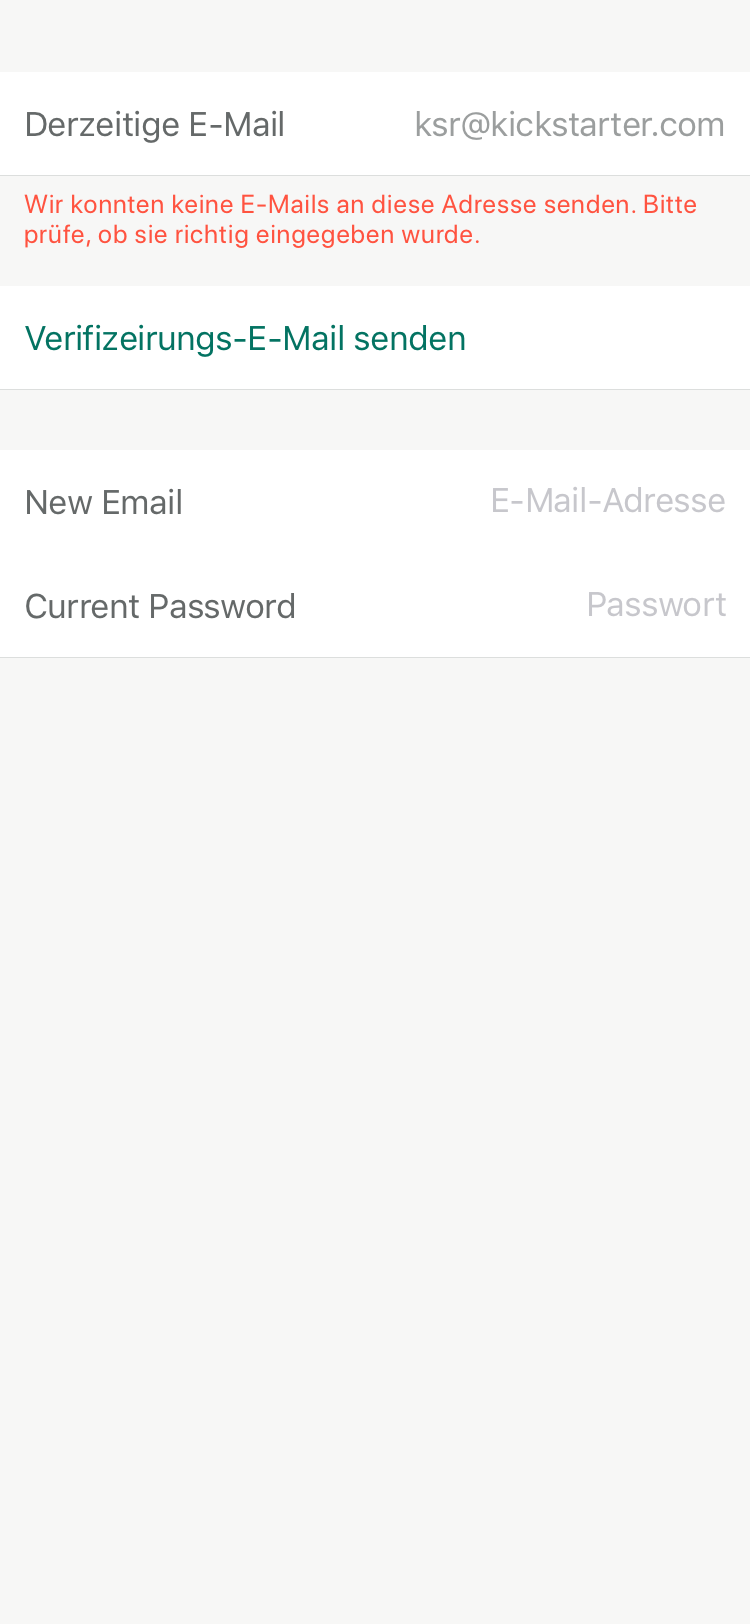 Derzeitige E-Mail ksr@kickstarter.com
Wir konnten keine E-Mails an diese Adresse senden. Bitte
prüfe, ob sie richtig eingegeben wurde.
Verifizeirungs-E-Mail senden
New Email E-Mail-Adresse
Current Password Passwort